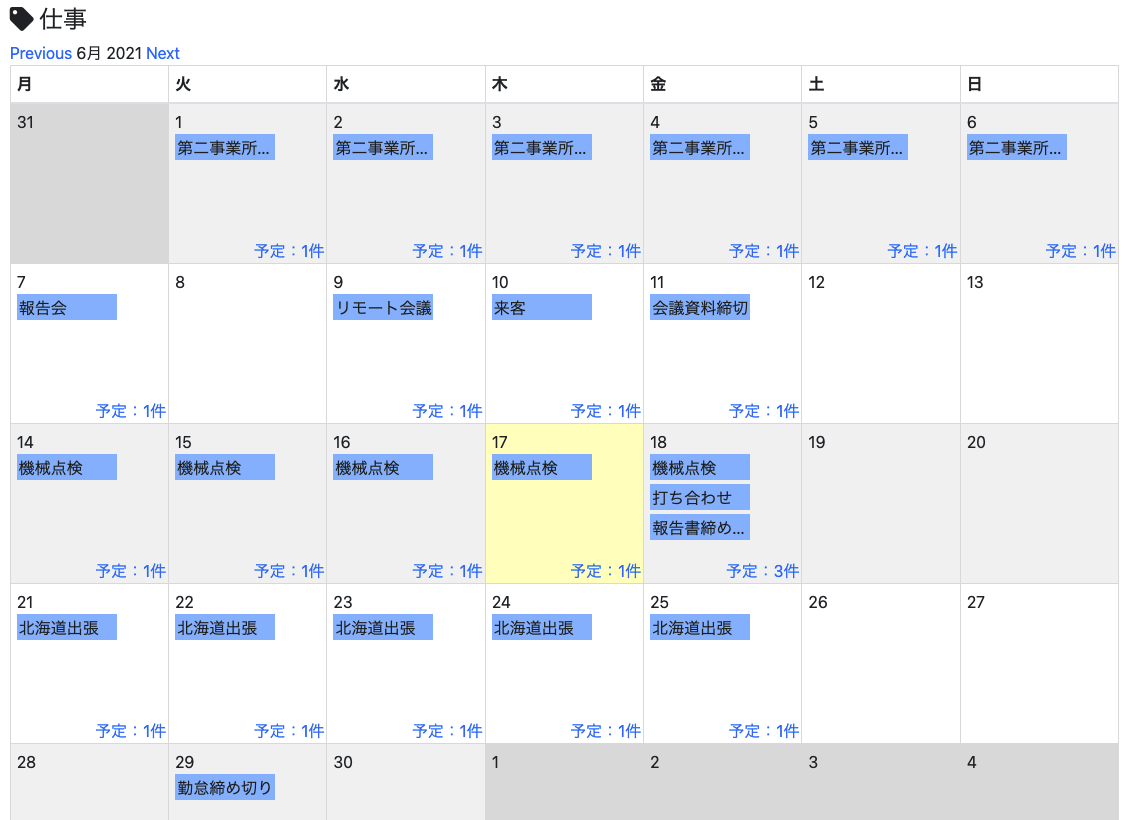 仕事
Previous 6月 2021 Next
月 火 水 木 金 土 日
31 1 2 3 4 5 6
第二事業所... 第二事業所... 第二事業所... 第二事業所... 第二事業所... 第二事業所...
予定：1件 予定：1件 予定：1件 予定：1件 予定：1件 予定：1件
7 8 9 10 11 12 13
報告会 リモート会議 来客 会議資料締切
予定：1件 予定：1件 予定：1件 予定：1件
14 15 16 17 18 19 20
機械点検 機械点検 機械点検 機械点検 機械点検
打ち合わせ
報告書締め...
予定：1件 予定：1件 予定：1件 予定：1件 予定：3件
21 22 23 24 25 26 27
北海道出張 北海道出張 北海道出張 北海道出張 北海道出張
予定：1件 予定：1件 予定：1件 予定：1件 予定：1件
28 29 30 1 2 3 4
勤怠締め切り